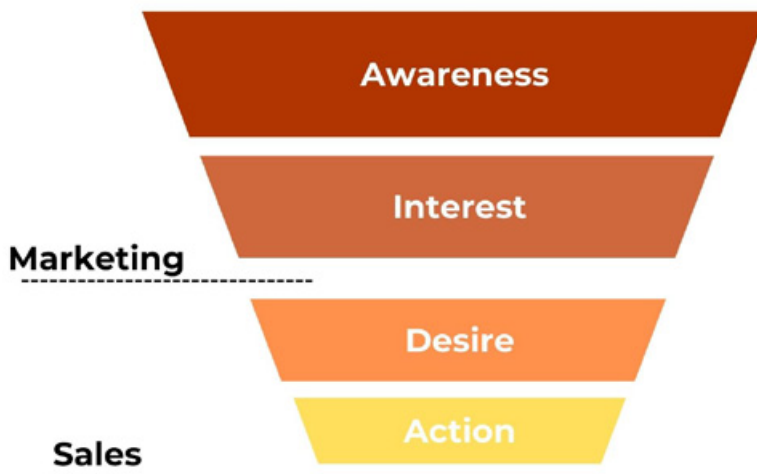 Awareness
Interest
Marketing
Desire
Action
Sales